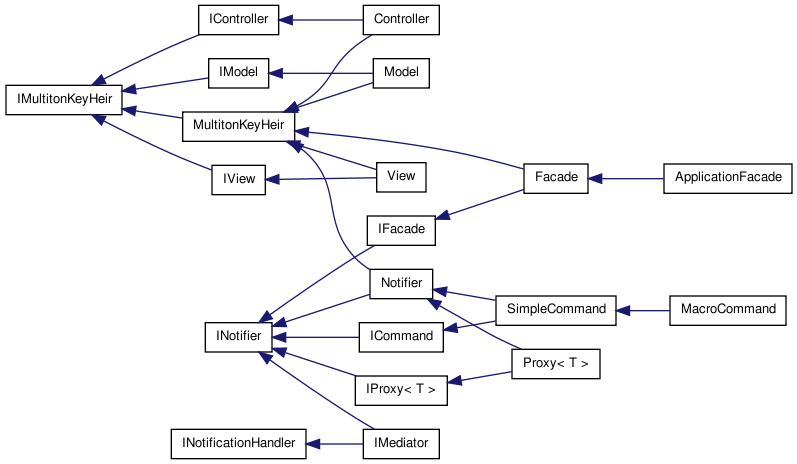 IController
Controller
IModel
Model
IMultitonKeyHeir
MultitonKeyHeir
IView
View
Facade
ApplicationFacade
IFacade
Notifier
SimpleCommand
MacroCommand
INotifier
ICommand
Proxy< T >
IProxy< T >
INotificationHandler
IMediator